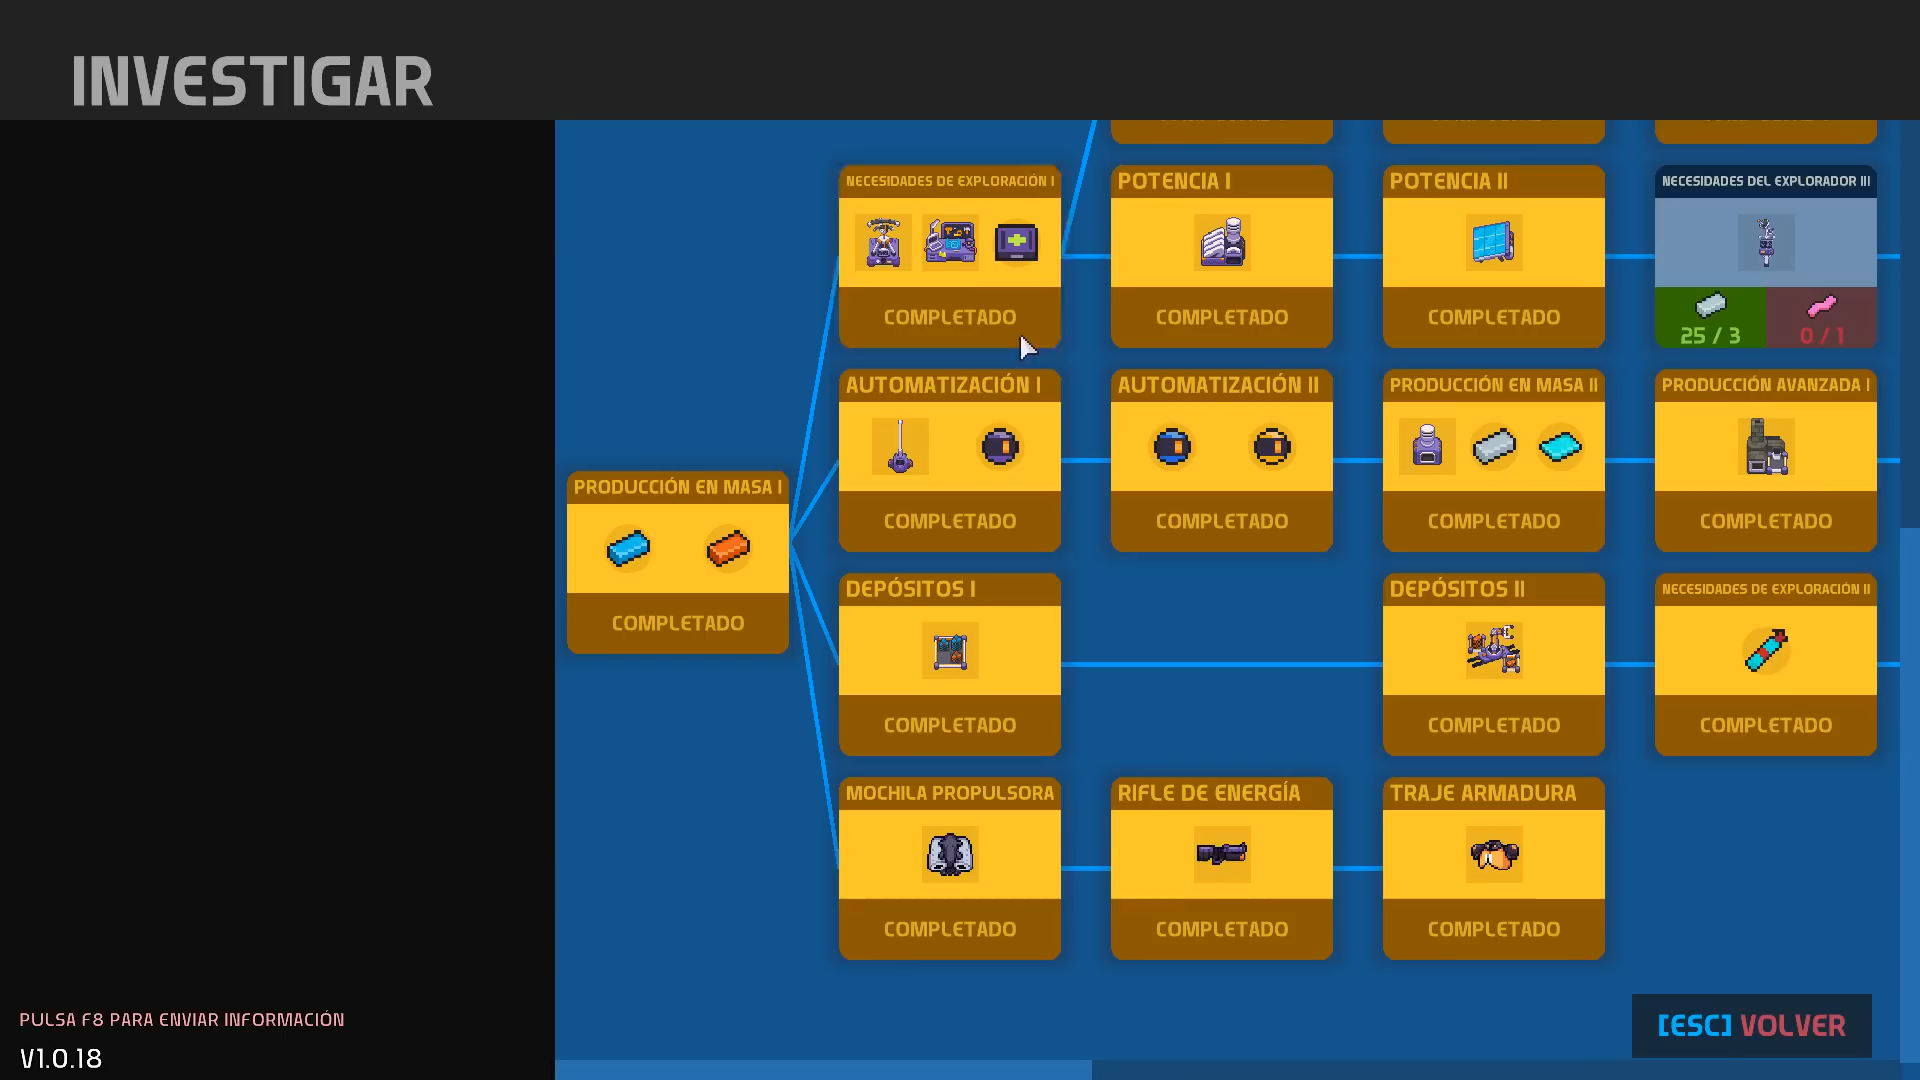 INVESTIGAR
NECESIDADES DE EXPLORACIÓN I
POTENCIA I
POTENCIA II
NECESIDADES DEL EXPLORADOR III
COMPLETADO
COMPLETADO
COMPLETADO
25 / 3
0 / 1
AUTOMATIZACIÓN I
AUTOMATIZACIÓN II
PRODUCCIÓN EN MASA II
PRODUCCIÓN AVANZADA I
COMPLETADO
COMPLETADO
COMPLETADO
COMPLETADO
PRODUCCIÓN EN MASA I
COMPLETADO
DEPÓSITOS I
DEPÓSITOS II
NECESIDADES DE EXPLORACIÓN II
COMPLETADO
COMPLETADO
COMPLETADO
MOCHILA PROPULSORA
RIFLE DE ENERGÍA
TRAJE ARMADURA
COMPLETADO
COMPLETADO
COMPLETADO
PULSA F8 PARA ENVIAR INFORMACIÓN
V1.0.18
[ESC] VOLVER